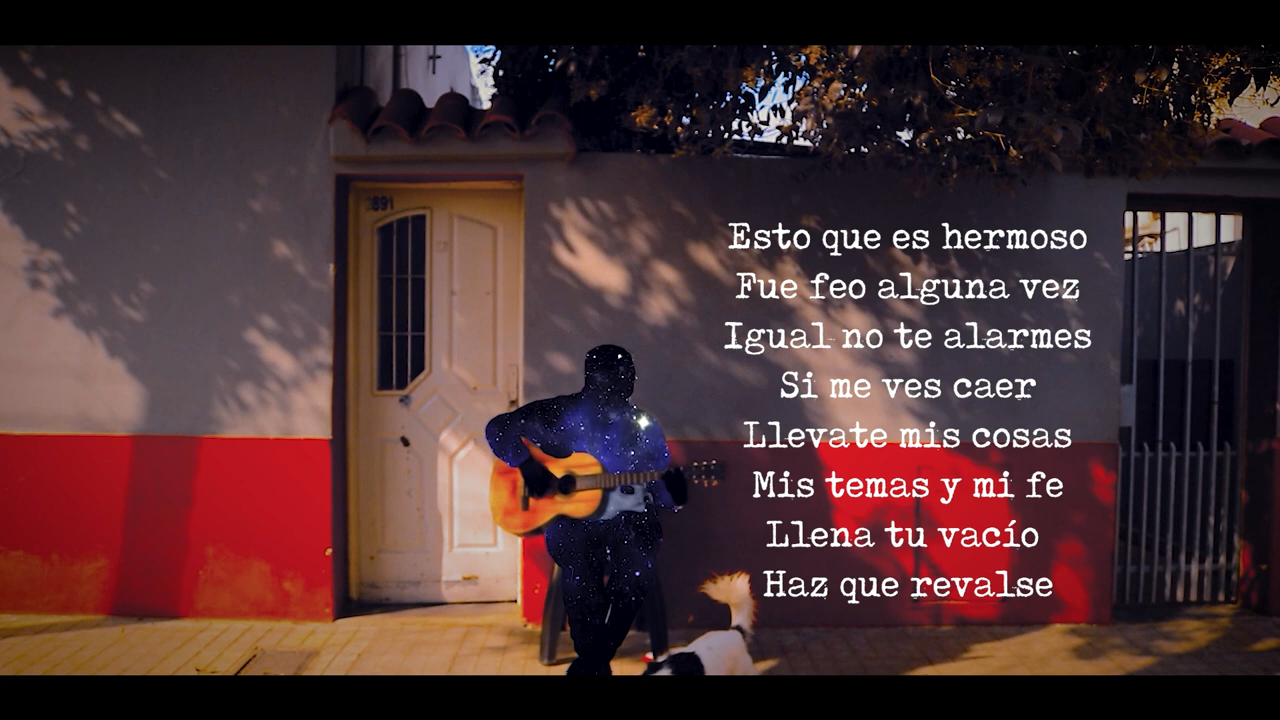 Esto que es hermoso
Fue feo alguna vez
Igual no te alarmes
Si me ves caer
Llevate mis cosas
Mis temas y mi fe
Llena tu vacío
Haz que revalse